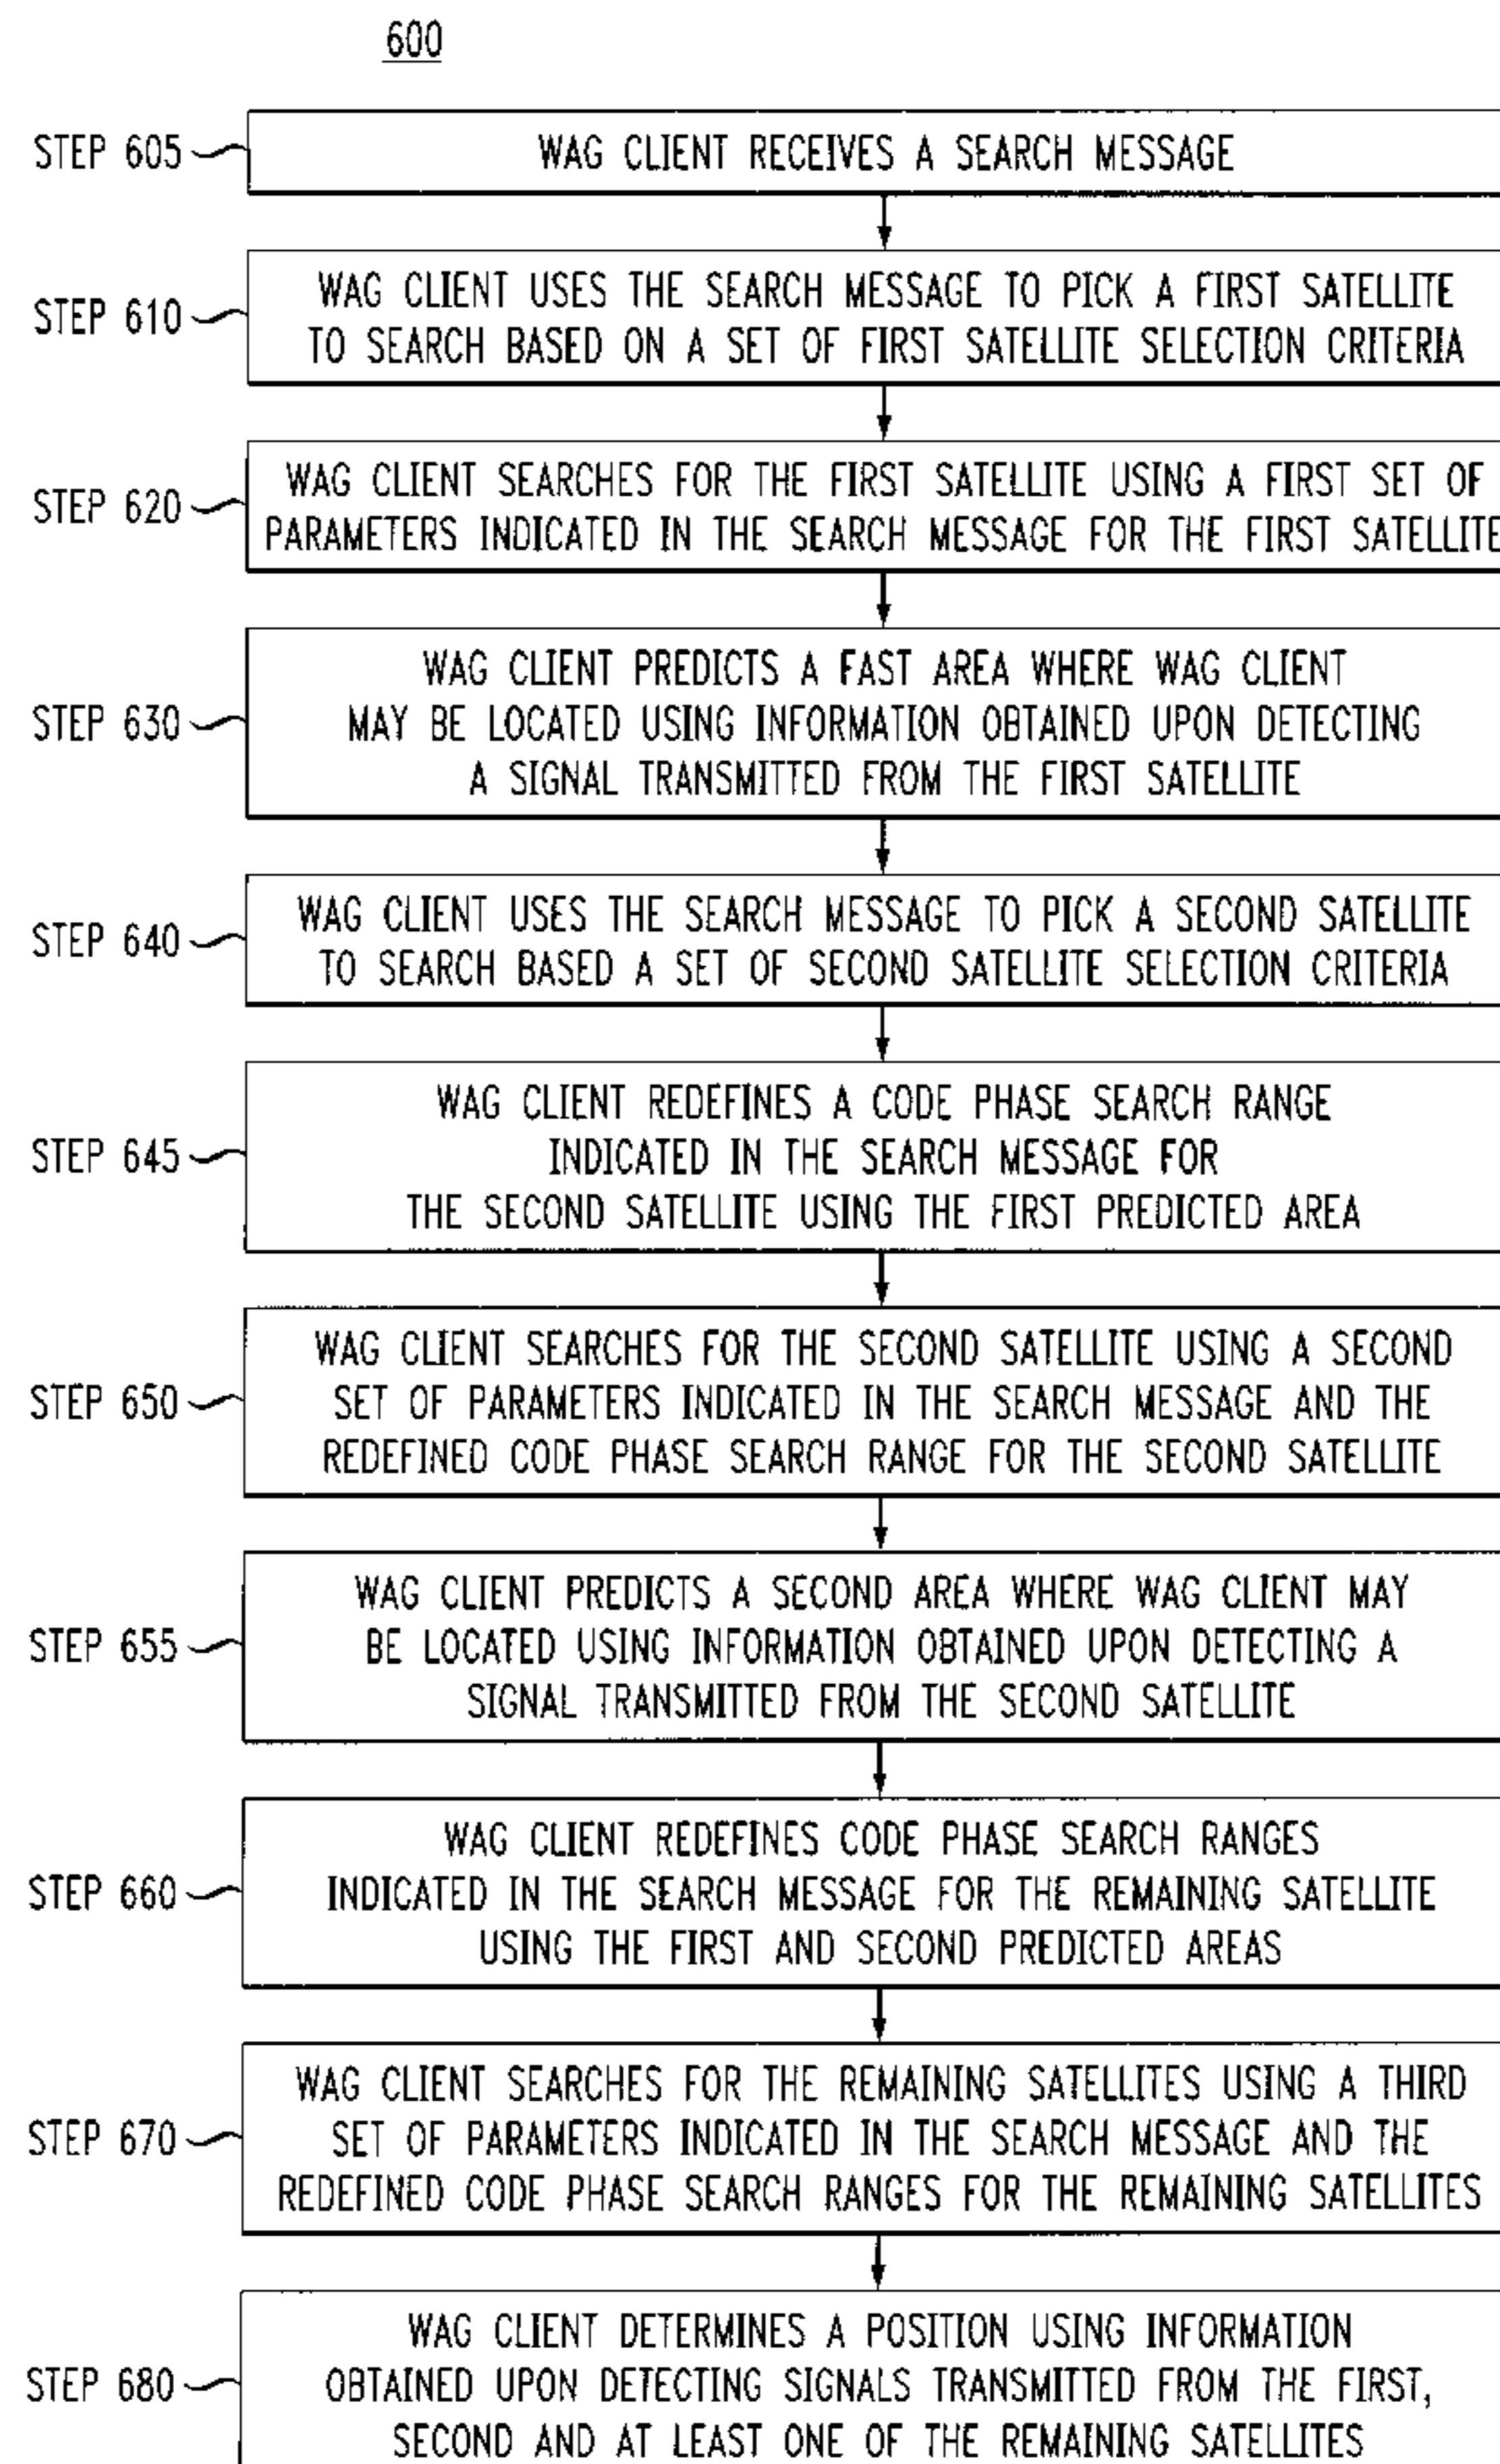 600
STEP 605
WAG CLIENT RECEIVES A SEARCH MESSAGE
STEP 610
WAG CLIENT USES THE SEARCH MESSAGE TO PICK A FIRST SATELLITE
TO SEARCH BASED ON A SET OF FIRST SATELLITE SELECTION CRITERIA
STEP 620
WAG CLIENT SEARCHES FOR THE FIRST SATELLITE USING A FIRST SET OF
PARAMETERS INDICATED IN THE SEARCH MESSAGE FOR THE FIRST SATELLITE
STEP 630
WAG CLIENT PREDICTS A FAST AREA WHERE WAG CLIENT
MAY BE LOCATED USING INFORMATION OBTAINED UPON DETECTING
A SIGNAL TRANSMITTED FROM THE FIRST SATELLITE
STEP 640
WAG CLIENT USES THE SEARCH MESSAGE TO PICK A SECOND SATELLITE
TO SEARCH BASED A SET OF SECOND SATELLITE SELECTION CRITERIA
STEP 645
WAG CLIENT REDEFINES A CODE PHASE SEARCH RANGE
INDICATED IN THE SEARCH MESSAGE FOR
THE SECOND SATELLITE USING THE FIRST PREDICTED AREA
STEP 650
WAG CLIENT SEARCHES FOR THE SECOND SATELLITE USING A SECOND
SET OF PARAMETERS INDICATED IN THE SEARCH MESSAGE AND THE
REDEFINED CODE PHASE SEARCH RANGE FOR THE SECOND SATELLITE
STEP 655
WAG CLIENT PREDICTS A SECOND AREA WHERE WAG CLIENT MAY
BE LOCATED USING INFORMATION OBTAINED UPON DETECTING A
SIGNAL TRANSMITTED FROM THE SECOND SATELLITE
STEP 660
WAG CLIENT REDEFINES CODE PHASE SEARCH RANGES
INDICATED IN THE SEARCH MESSAGE FOR THE REMAINING SATELLITE
USING THE FIRST AND SECOND PREDICTED AREAS
STEP 670
WAG CLIENT SEARCHES FOR THE REMAINING SATELLITES USING A THIRD
SET OF PARAMETERS INDICATED IN THE SEARCH MESSAGE AND THE
REDEFINED CODE PHASE SEARCH RANGES FOR THE REMAINING SATELLITES
STEP 680
WAG CLIENT DETERMINES A POSITION USING INFORMATION
OBTAINED UPON DETECTING SIGNALS TRANSMITTED FROM THE FIRST,
SECOND AND AT LEAST ONE OF THE REMAINING SATELLITES